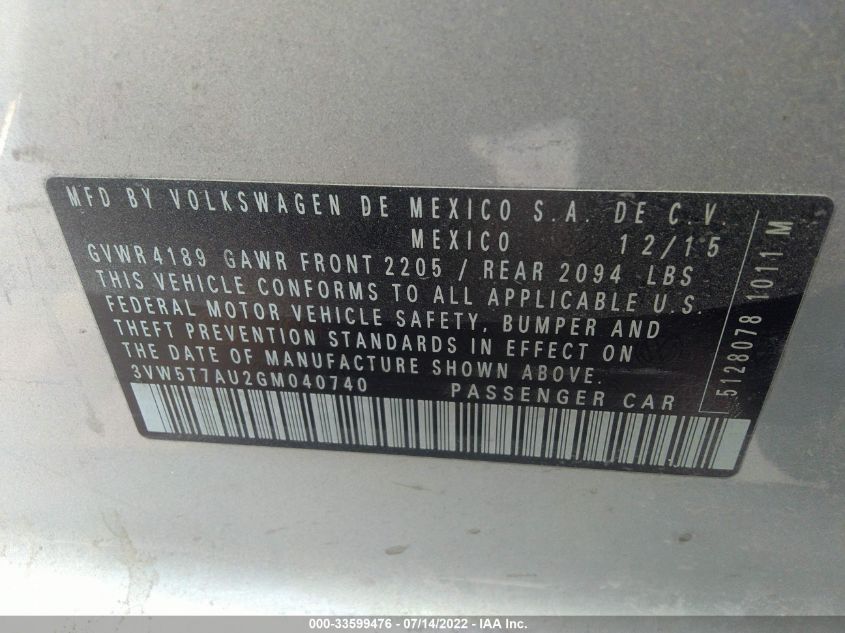 MFD BY VOLKSWAGEN DE MEXICO S.A. DE C.V.
MEXICO 12/15
GVWR 4189 GAWR FRONT 2205 / REAR 2094 LBS
THIS VEHICLE CONFORMS TO ALL APPLICABLE U.S.
FEDERAL MOTOR VEHICLE SAFETY, BUMPER AND
THEFT PREVENTION STANDARDS IN EFFECT ON
THE DATE OF MANUFACTURE SHOWN ABOVE.
3VW5T7AU2GM040740 PASSENGER CAR
5128078 1011 M
000-33599476 - 07/14/2022 - IAAI.com